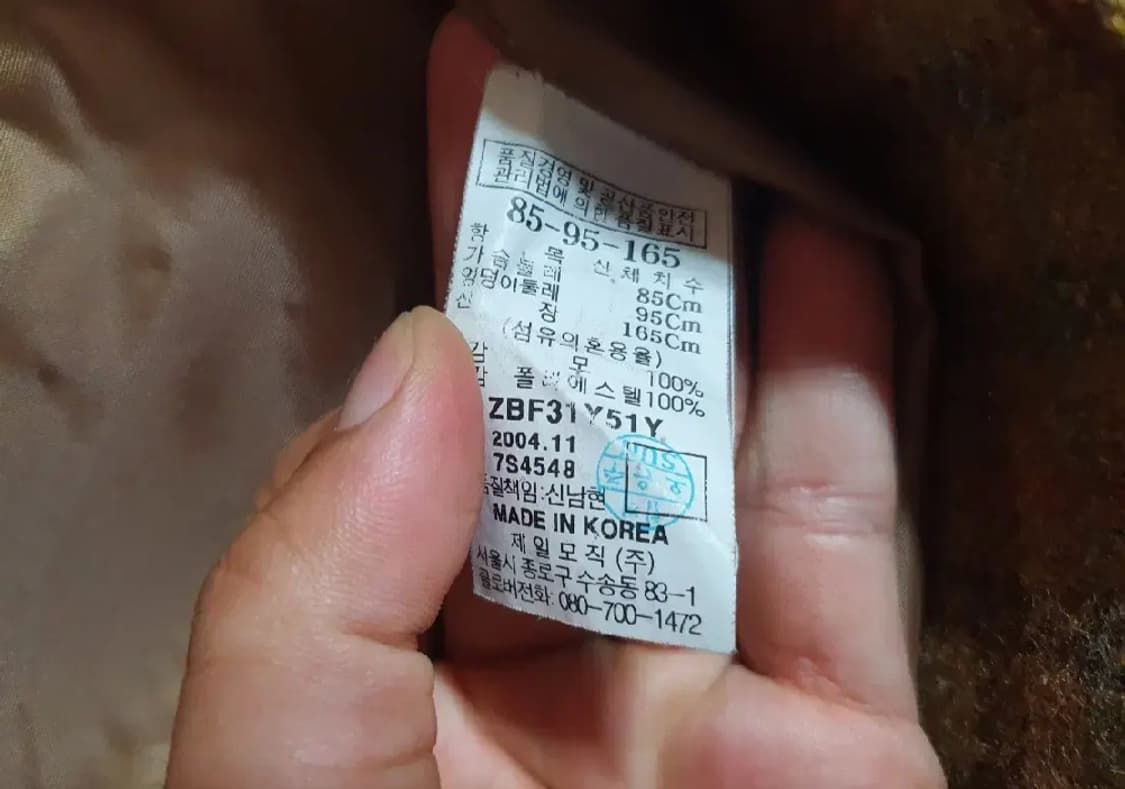 품질경영 및 공산품안전
관리법에 의한 품질표시
85-95-165
항 목 신체치수
가슴둘레 85Cm
엉덩이둘레 95Cm
신 장 165Cm
(섬유의혼용율)
감 모 100%
감 폴리에스텔100%
ZBF31Y51Y
2004.11
7S4548
품질책임:신남현
MADE IN KOREA
제일모직(주)
서울시 종로구 수송동 83-1
클로버전화: 080-700-1472